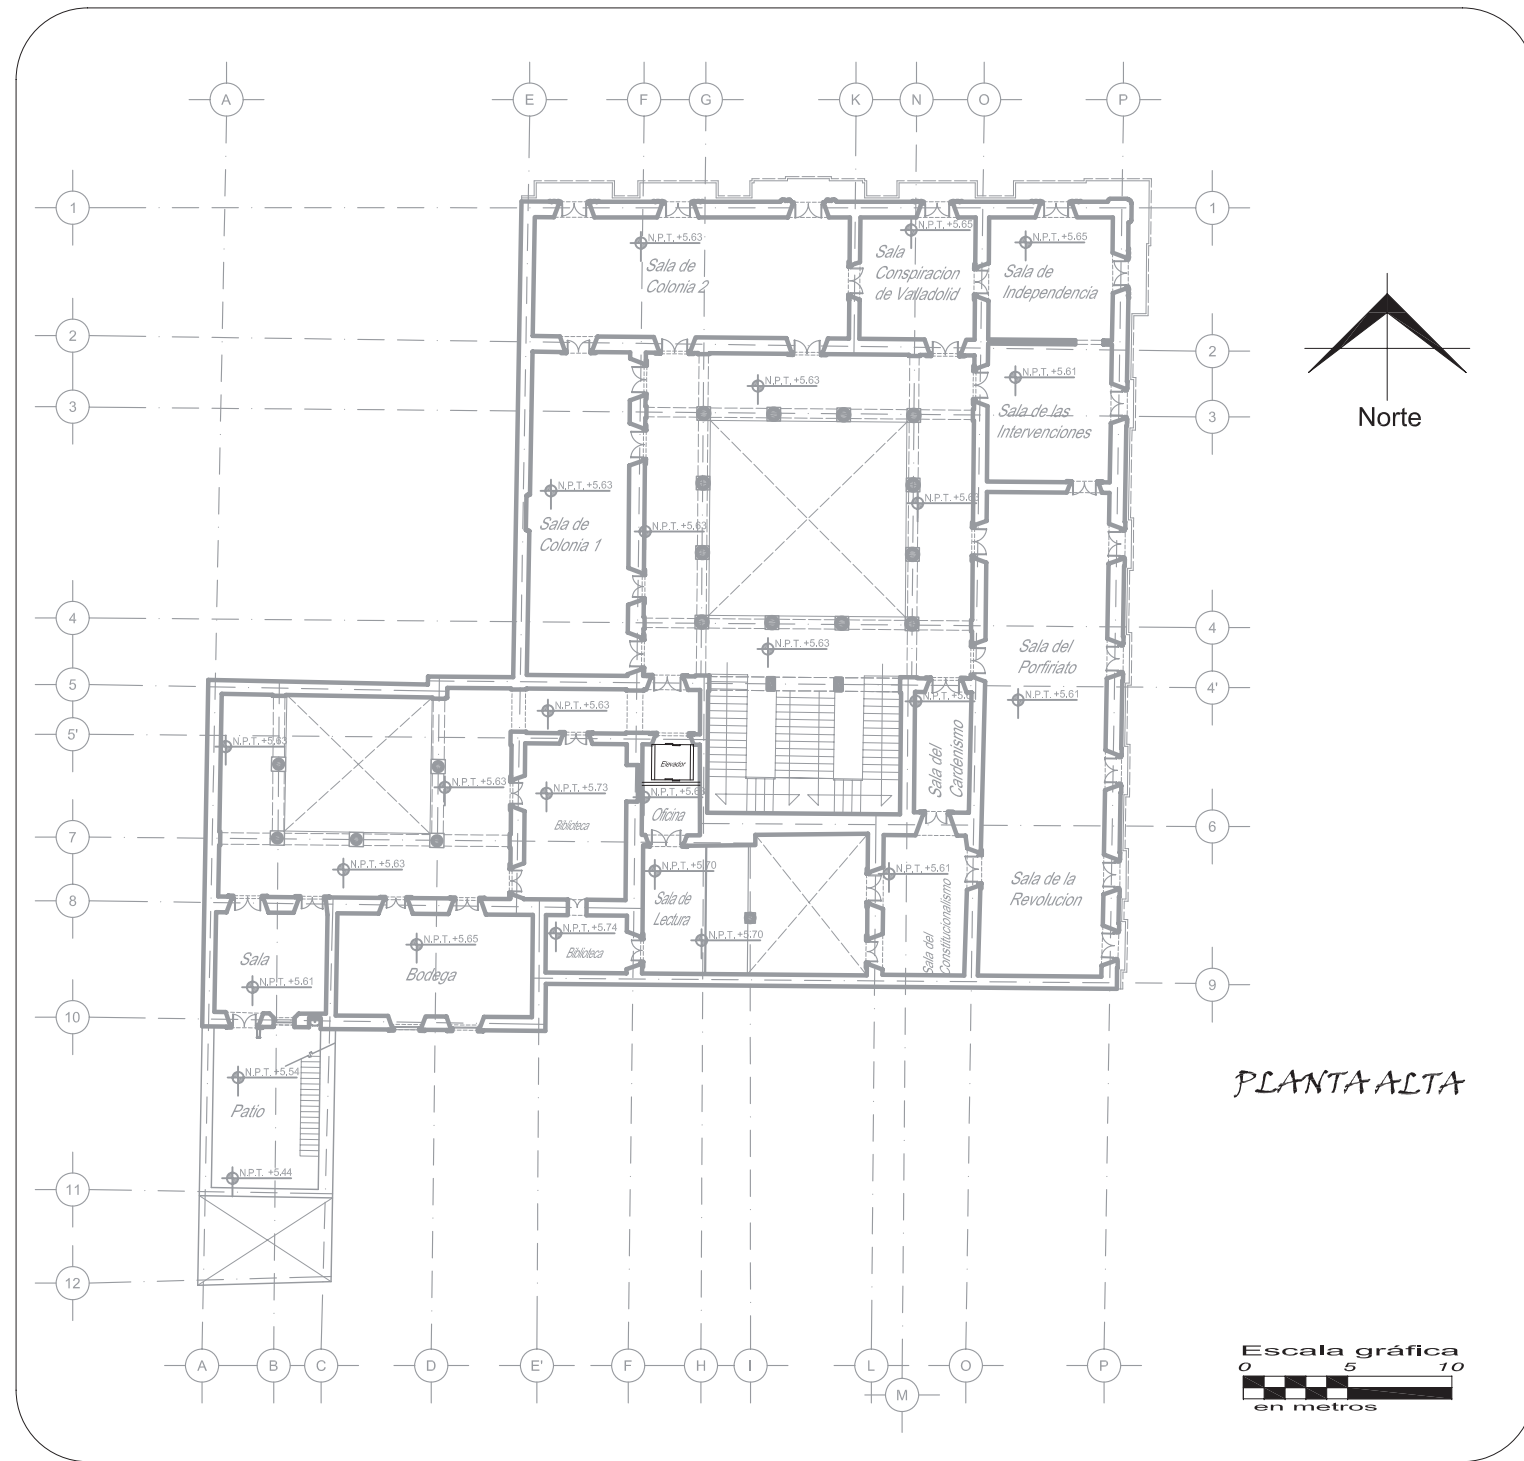 A E F G K N O P
1 1
N.P.T. +5.63
N.P.T. +5.65
N.P.T. +5.65
Sala de
Colonia 2
Sala
Conspiracion
de Valladolid
Sala de
Independencia
2 2
N.P.T. +5.63
N.P.T. +5.61
3 3
Sala de las
Intervenciones
Norte
N.P.T. +5.63
N.P.T. +5.63
N.P.T. +5.63
Sala de
Colonia 1
4 4
N.P.T. +5.63
Sala del
Porfiriato
5 4'
N.P.T. +5.63
N.P.T. +5.61
5'
N.P.T. +5.63
Elevador
N.P.T. +5.63
N.P.T. +5.73
Sala del
Cardenismo
Oficina
Biblioteca
7 6
N.P.T. +5.63
N.P.T. +5.70
N.P.T. +5.61
Sala de
Lectura
Sala de la
Revolucion
8
N.P.T. +5.65
N.P.T. +5.74
N.P.T. +5.70
Sala del
Constitucionalismo
Sala
Bodega
Biblioteca
N.P.T. +5.61
9
10
N.P.T. +5.54
Patio
PLANTA ALTA
N.P.T. +5.44
11
12
A B C D E' F H I L M O P
Escala gráfica
0 5 10
en metros